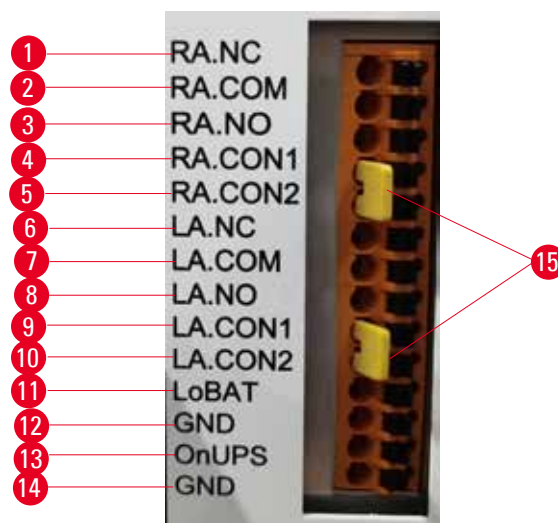 1 RA.NC
2 RA.COM
3 RA.NO
4 RA.CON1
5 RA.CON2
6 LA.NC
7 LA.COM
8 LA.NO
9 LA.CON1
10 LA.CON2
11 LoBAT
12 GND
13 OnUPS
14 GND
15